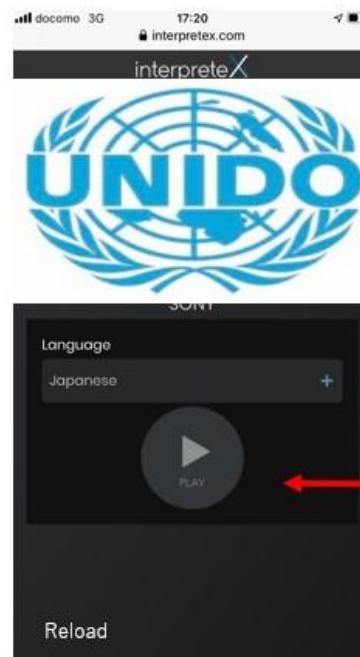 docomo 3G 17:20
interpretex.com
interpreteX
UNIDO
SONY
Language
Japanese +
PLAY
Reload